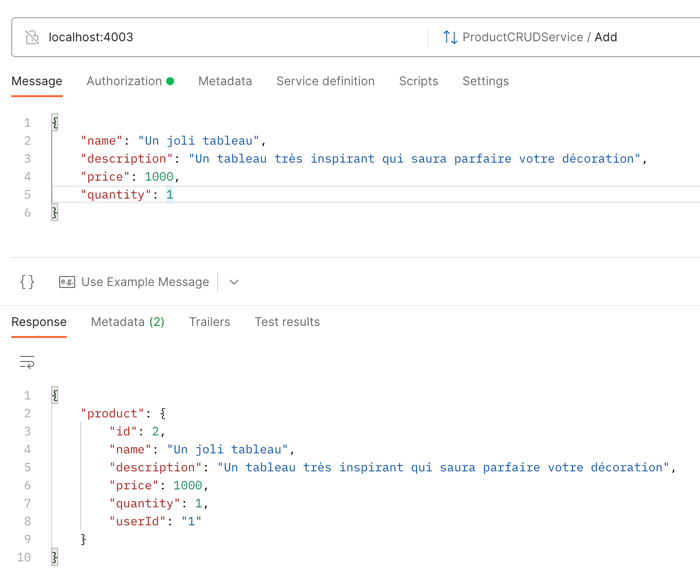 localhost:4003 ProductCRUDService / Add
Message Authorization Metadata Service definition Scripts Settings
1 {
2 "name": "Un joli tableau",
3 "description": "Un tableau très inspirant qui saura parfaire votre décoration",
4 "price": 1000,
5 "quantity": 1
6 }
{} e.g. Use Example Message
Response Metadata (2) Trailers Test results
1 {
2 "product": {
3 "id": 2,
4 "name": "Un joli tableau",
5 "description": "Un tableau très inspirant qui saura parfaire votre décoration",
6 "price": 1000,
7 "quantity": 1,
8 "userId": "1"
9 }
10 }